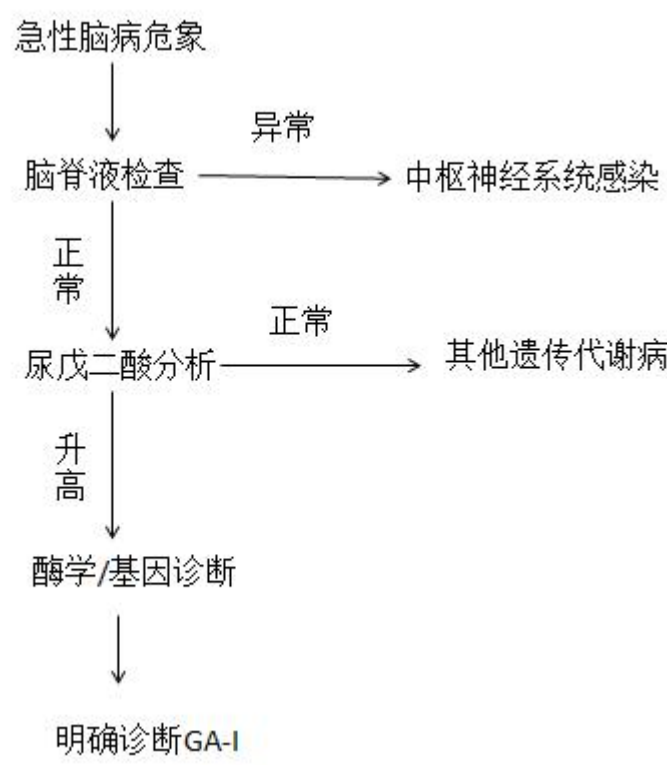 急性脑病危象
异常
脑脊液检查
中枢神经系统感染
正常
正常
尿戊二酸分析
其他遗传代谢病
升高
酶学/基因诊断
明确诊断GA-I